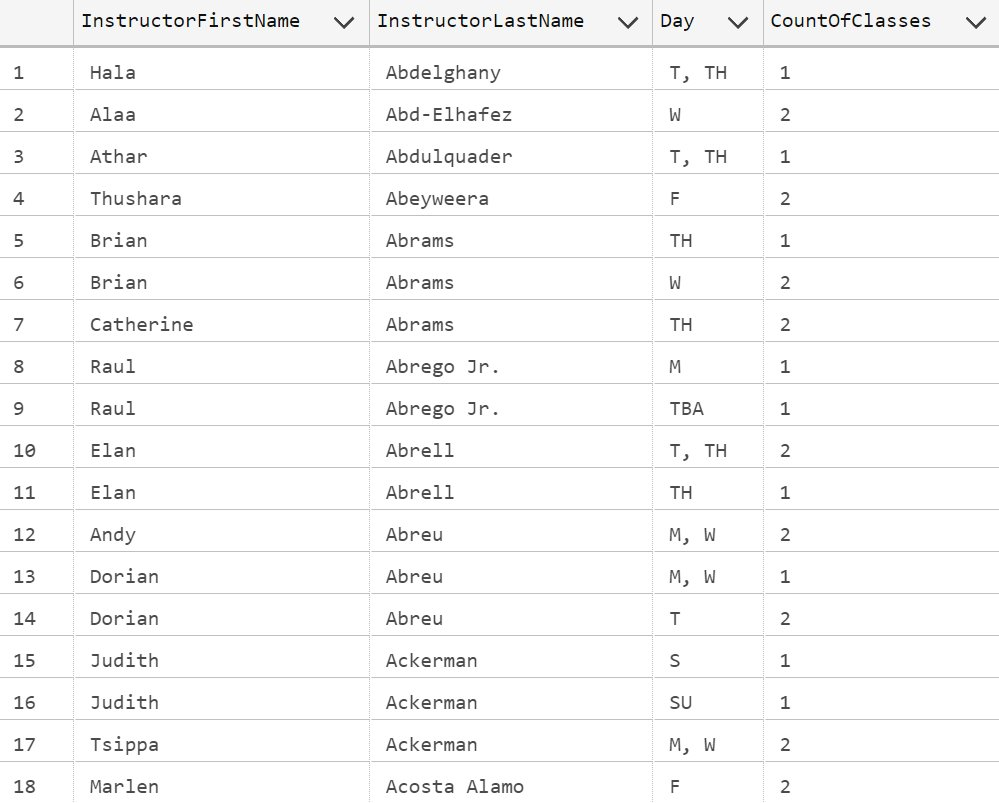 InstructorFirstName InstructorLastName Day CountOfClasses
1 Hala Abdelghany T, TH 1
2 Alaa Abd-Elhafez W 2
3 Athar Abdulquader T, TH 1
4 Thushara Abeyweera F 2
5 Brian Abrams TH 1
6 Brian Abrams W 2
7 Catherine Abrams TH 2
8 Raul Abrego Jr. M 1
9 Raul Abrego Jr. TBA 1
10 Elan Abrell T, TH 2
11 Elan Abrell TH 1
12 Andy Abreu M, W 2
13 Dorian Abreu M, W 1
14 Dorian Abreu T 2
15 Judith Ackerman S 1
16 Judith Ackerman SU 1
17 Tsippa Ackerman M, W 2
18 Marlen Acosta Alamo F 2